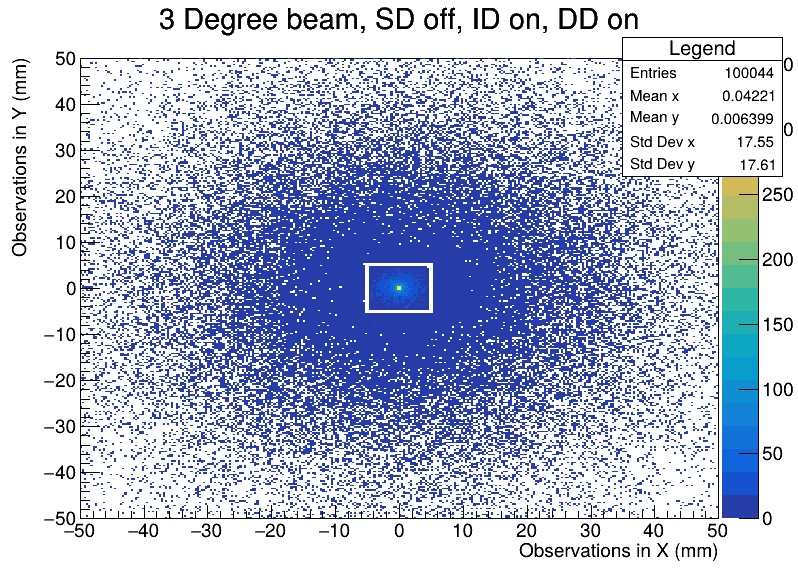 3 Degree beam, SD off, ID on, DD on
Legend
Entries 100044
Mean x 0.04221
Mean y 0.006399
Std Dev x 17.55
Std Dev y 17.61
Observations in Y (mm)
50
40
30
20
10
0
−10
−20
−30
−40
−50
−50 −40 −30 −20 −10 0 10 20 30 40 50
Observations in X (mm)
0
0
250
200
150
100
50
0